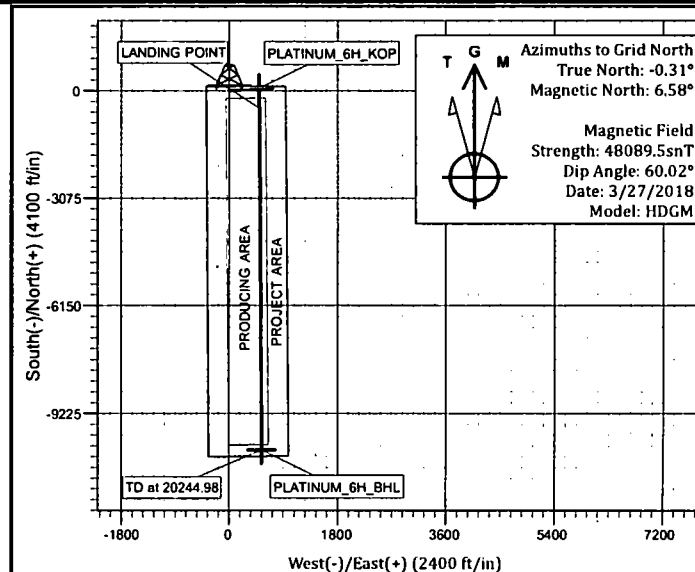 LANDING POINT
PLATINUM_6H_KOP
0
-3075
-6150
-9225
South(-)/North(+) (4100 ft/in)
PRODUCING AREA
PROJECT AREA
TD at 20244.98
PLATINUM_6H_BHL
-1800
0
1800
3600
5400
7200
West(-)/East(+) (2400 ft/in)
T G M
Azimuths to Grid North
True North: -0.31°
Magnetic North: 6.58°
Magnetic Field
Strength: 48089.5snT
Dip Angle: 60.02°
Date: 3/27/2018
Model: HDGM